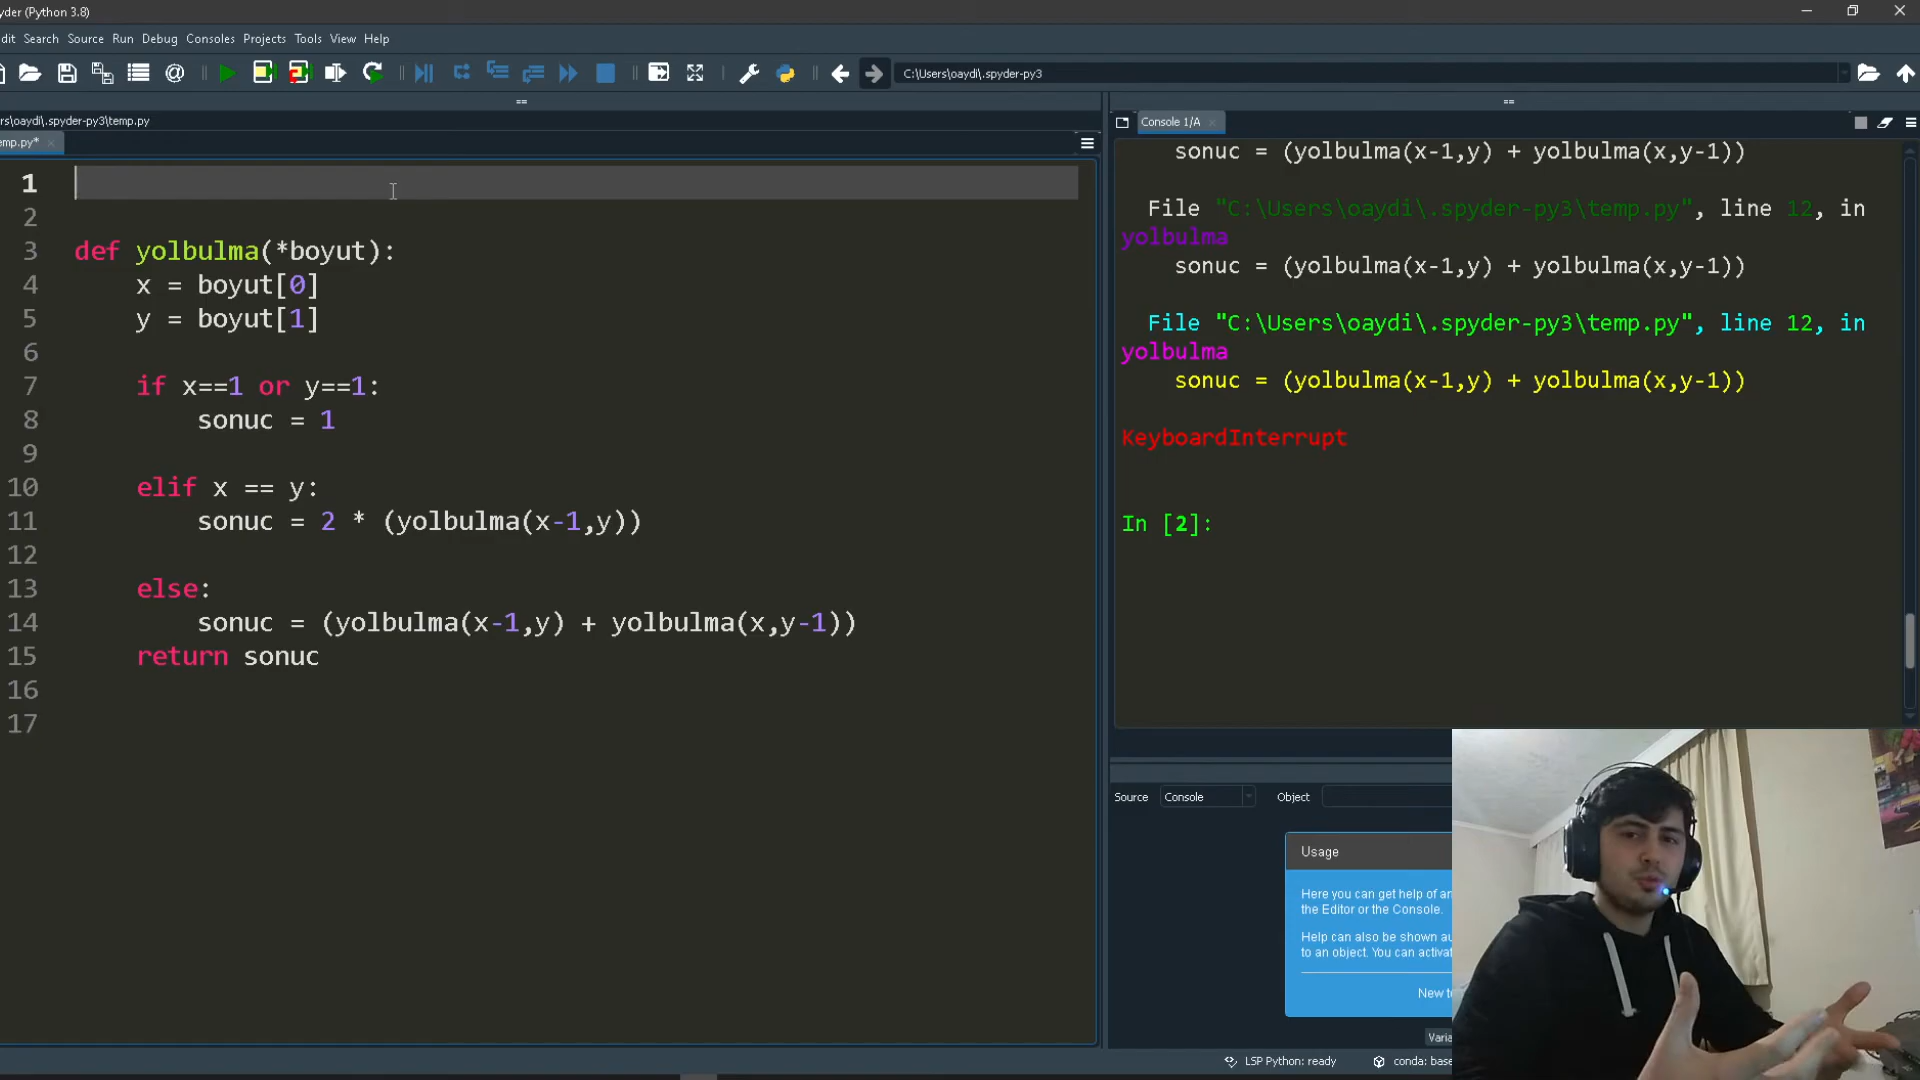 yder (Python 3.8)
dit Search Source Run Debug Consoles Projects Tools View Help
C:\Users\oaydi\.spyder-py3
rs\oaydi\.spyder-py3\temp.py
emp.py*
1
2
3 def yolbulma(*boyut):
4 x = boyut[0]
5 y = boyut[1]
6
7 if x==1 or y==1:
8 sonuc = 1
9
10 elif x == y:
11 sonuc = 2 * (yolbulma(x-1,y))
12
13 else:
14 sonuc = (yolbulma(x-1,y) + yolbulma(x,y-1))
15 return sonuc
16
17
Console 1/A
sonuc = (yolbulma(x-1,y) + yolbulma(x,y-1))
File "C:\Users\oaydi\.spyder-py3\temp.py", line 12, in
yolbulma
sonuc = (yolbulma(x-1,y) + yolbulma(x,y-1))
File "C:\Users\oaydi\.spyder-py3\temp.py", line 12, in
yolbulma
sonuc = (yolbulma(x-1,y) + yolbulma(x,y-1))
KeyboardInterrupt
In [2]:
Source Console Object
Usage
Here you can get help of an
the Editor or the Console.
Help can also be shown au
to an object. You can activat
New to
Varia
LSP Python: ready conda: base